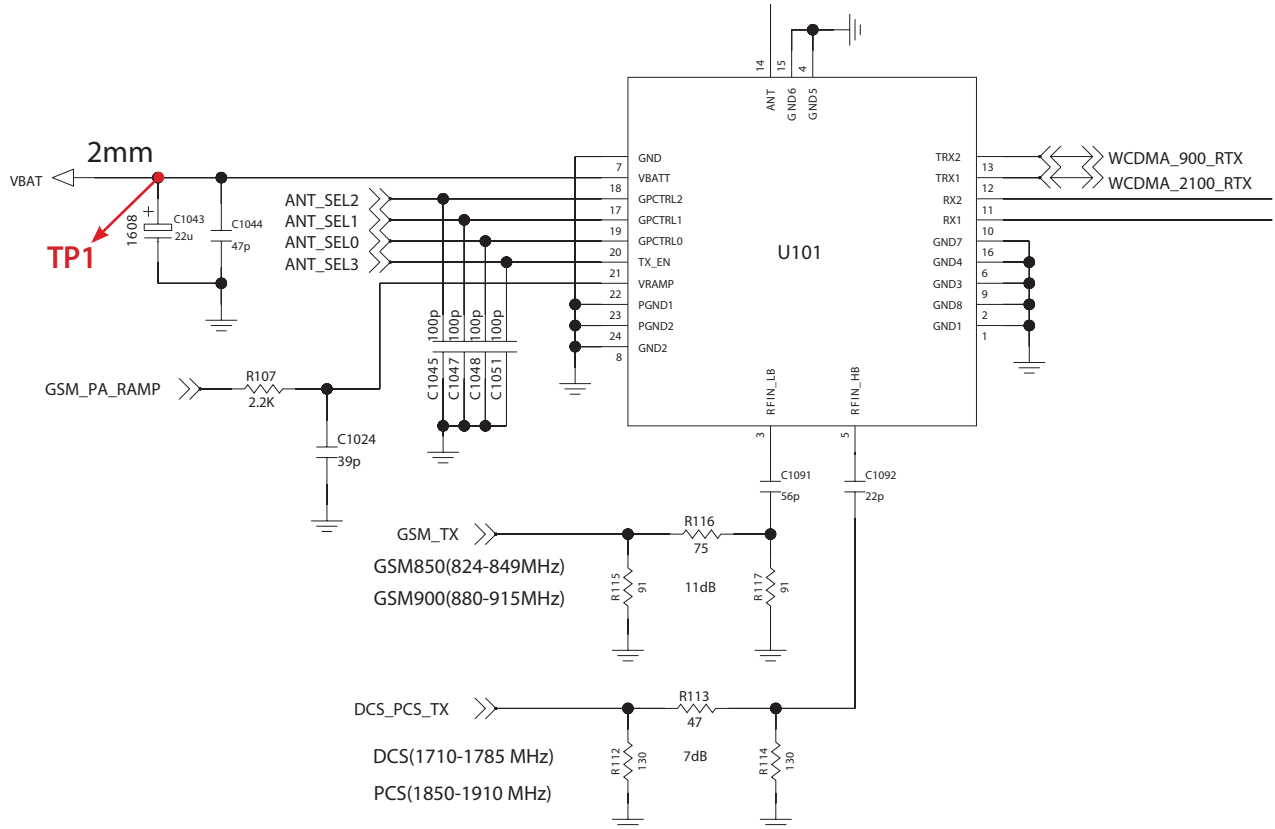 14
15
4
ANT
GND6
GND5
2mm
VBAT
TP1
1608
+
C1043
22u
C1044
47p
ANT_SEL2
ANT_SEL1
ANT_SEL0
ANT_SEL3
7
18
17
19
20
21
22
23
24
8
GND
VBATT
GPCTRL2
GPCTRL1
GPCTRL0
TX_EN
VRAMP
PGND1
PGND2
GND2
U101
TRX2
TRX1
RX2
RX1
GND7
GND4
GND3
GND8
GND1
13
12
11
10
16
6
9
2
1
WCDMA_900_RTX
WCDMA_2100_RTX
100p
100p
100p
100p
C1045
C1047
C1048
C1051
GSM_PA_RAMP
R107
2.2K
C1024
39p
RFIN_LB
RFIN_HB
3
5
C1091
56p
C1092
22p
GSM_TX
R116
75
GSM850(824-849MHz)
GSM900(880-915MHz)
R115
91
11dB
R117
91
DCS_PCS_TX
R113
47
DCS(1710-1785 MHz)
PCS(1850-1910 MHz)
R112
130
7dB
R114
130